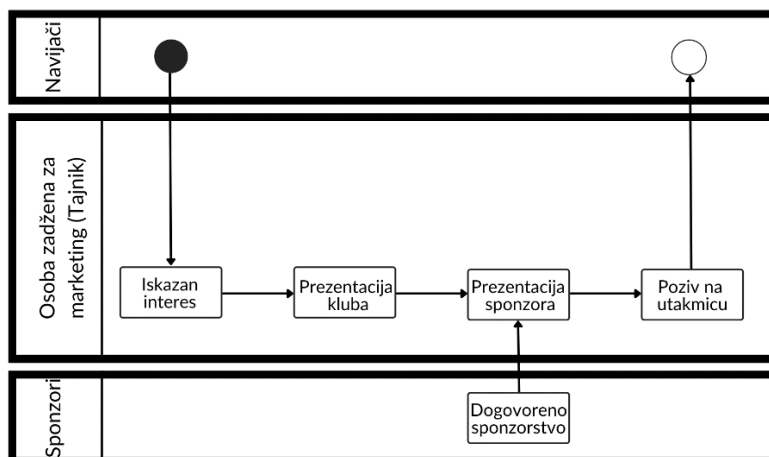 Navijači
Osoba zadžena za
marketing (Tajnik)
Iskazan
interes
Prezentacija
kluba
Prezentacija
sponzora
Poziv na
utakmicu
Sponzori
Dogovoreno
sponzorstvo